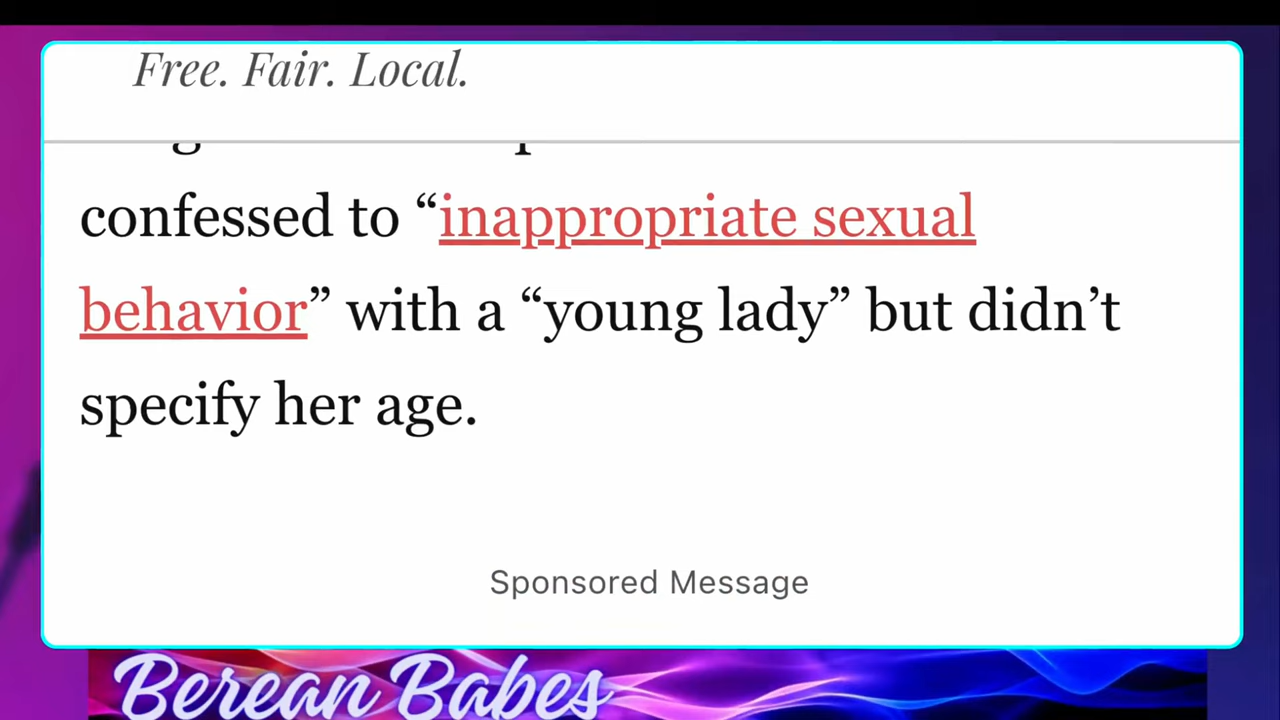 Free. Fair. Local.
confessed to “inappropriate sexual
behavior” with a “young lady” but didn’t
specify her age.
Sponsored Message
Berean Babes